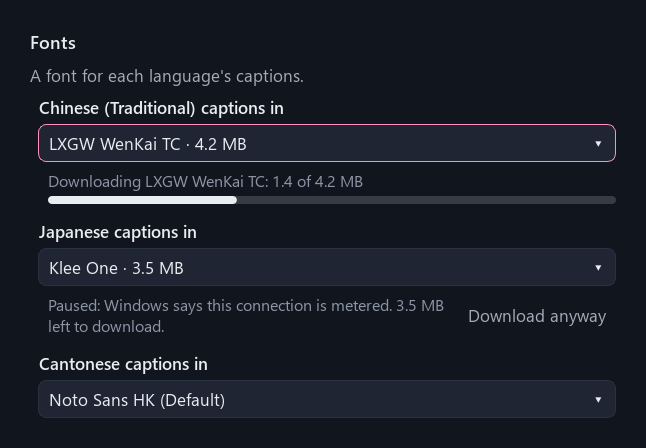 Fonts
A font for each language's captions.
Chinese (Traditional) captions in
LXGW WenKai TC · 4.2 MB
Downloading LXGW WenKai TC: 1.4 of 4.2 MB
Japanese captions in
Klee One · 3.5 MB
Paused: Windows says this connection is metered. 3.5 MB
left to download.
Download anyway
Cantonese captions in
Noto Sans HK (Default)